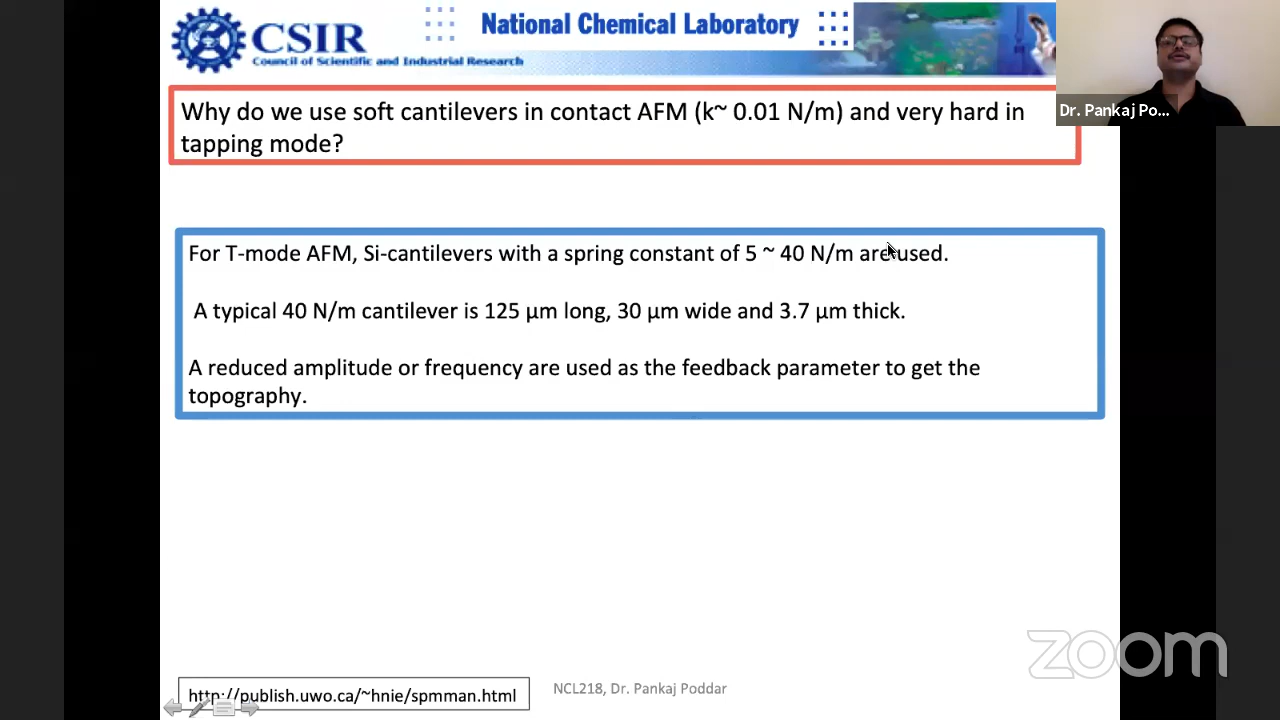 CSIR
Council of Scientific and Industrial Research
National Chemical Laboratory
Dr. Pankaj Po...
Why do we use soft cantilevers in contact AFM (k~ 0.01 N/m) and very hard in
tapping mode?
For T-mode AFM, Si-cantilevers with a spring constant of 5 ~ 40 N/m are used.
A typical 40 N/m cantilever is 125 µm long, 30 µm wide and 3.7 µm thick.
A reduced amplitude or frequency are used as the feedback parameter to get the
topography.
zoom
http://publish.uwo.ca/~hnie/spmman.html
NCL218, Dr. Pankaj Poddar